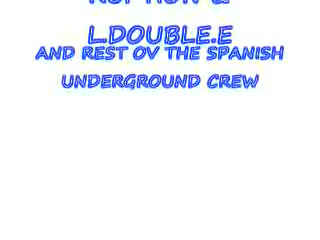 &
L.DOUBLE.E
AND REST OV THE SPANISH
UNDERGROUND CREW